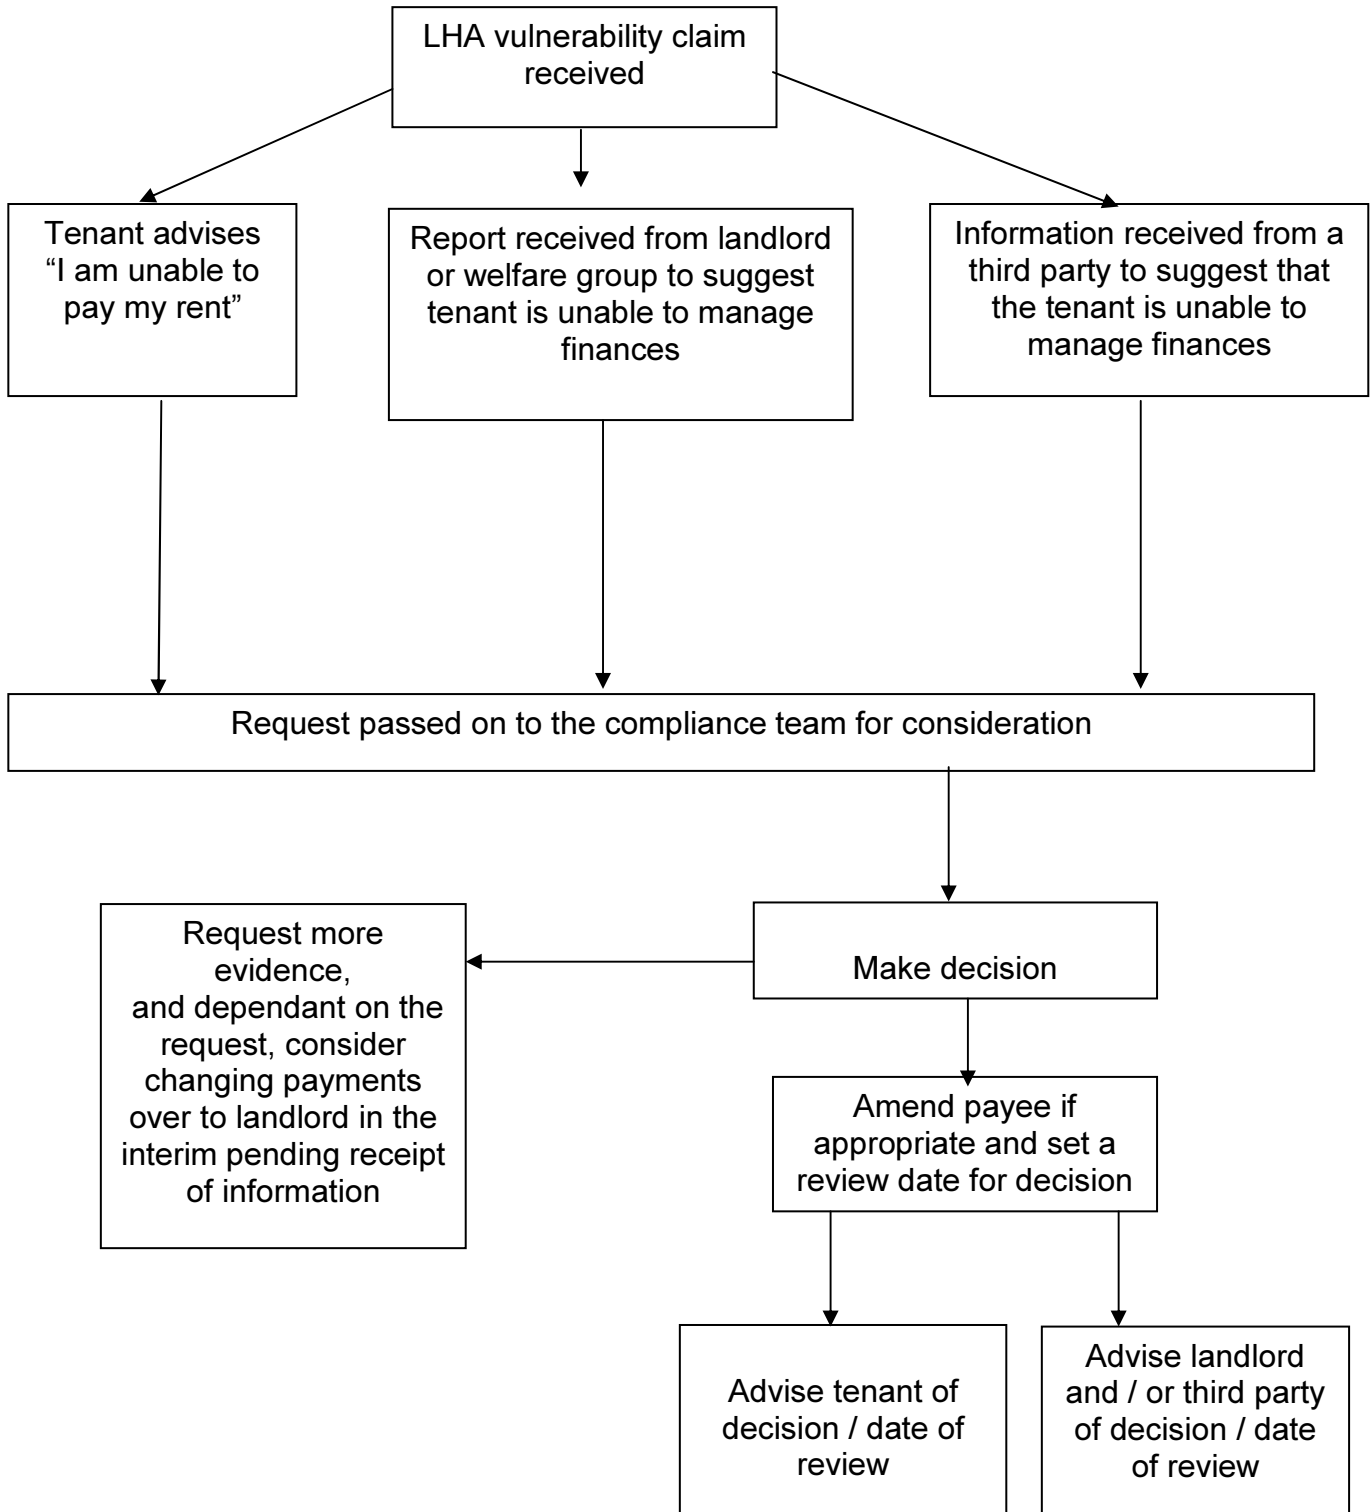 LHA vulnerability claim
received
Tenant advises
“I am unable to
pay my rent”
Report received from landlord
or welfare group to suggest
tenant is unable to manage
finances
Information received from a
third party to suggest that
the tenant is unable to
manage finances
Request passed on to the compliance team for consideration
Make decision
Request more
evidence,
and dependant on the
request, consider
changing payments
over to landlord in the
interim pending receipt
of information
Amend payee if
appropriate and set a
review date for decision
Advise tenant of
decision / date of
review
Advise landlord
and / or third party
of decision / date
of review